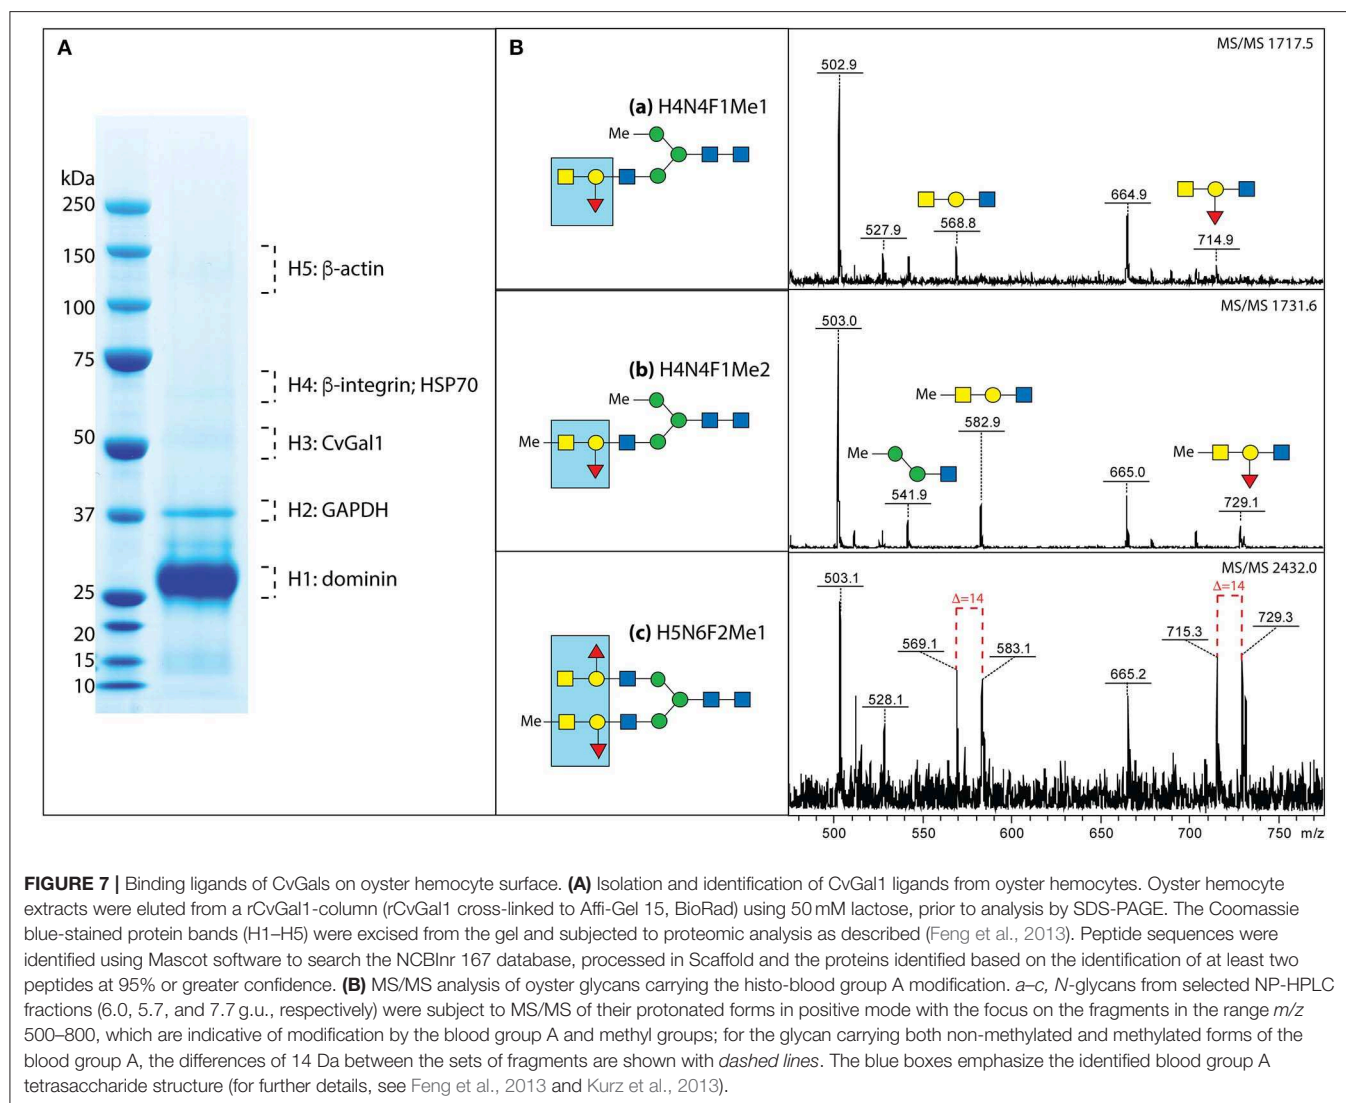 A
kDa
250
150
100
75
50
37
25
20
15
10
H5: β-actin
H4: β-integrin; HSP70
H3: CvGal1
H2: GAPDH
H1: dominin
B
(a) H4N4F1Me1
Me
MS/MS 1717.5
502.9
527.9
568.8
664.9
714.9
(b) H4N4F1Me2
Me
Me
MS/MS 1731.6
503.0
Me
541.9
Me
582.9
665.0
Me
729.1
(c) H5N6F2Me1
Me
MS/MS 2432.0
503.1
528.1
569.1
Δ=14
583.1
665.2
715.3
Δ=14
729.3
500 550 600 650 700 750 m/z
FIGURE 7 | Binding ligands of CvGals on oyster hemocyte surface. (A) Isolation and identification of CvGal1 ligands from oyster hemocytes. Oyster hemocyte
extracts were eluted from a rCvGal1-column (rCvGal1 cross-linked to Affi-Gel 15, BioRad) using 50 mM lactose, prior to analysis by SDS-PAGE. The Coomassie
blue-stained protein bands (H1–H5) were excised from the gel and subjected to proteomic analysis as described (Feng et al., 2013). Peptide sequences were
identified using Mascot software to search the NCBInr 167 database, processed in Scaffold and the proteins identified based on the identification of at least two
peptides at 95% or greater confidence. (B) MS/MS analysis of oyster glycans carrying the histo-blood group A modification. a–c, N-glycans from selected NP-HPLC
fractions (6.0, 5.7, and 7.7 g.u., respectively) were subject to MS/MS of their protonated forms in positive mode with the focus on the fragments in the range m/z
500–800, which are indicative of modification by the blood group A and methyl groups; for the glycan carrying both non-methylated and methylated forms of the
blood group A, the differences of 14 Da between the sets of fragments are shown with dashed lines. The blue boxes emphasize the identified blood group A
tetrasaccharide structure (for further details, see Feng et al., 2013 and Kurz et al., 2013).